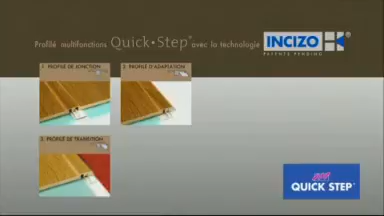 Profilé multifonctions Quick•Step® avec la technologie INCIZO®
PATENTS PENDING
1. PROFILÉ DE JONCTION
2. PROFILÉ D'ADAPTATION
3. PROFILÉ DE TRANSITION
QUICK STEP®